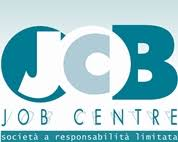 JCB
JOB CENTRE
società a responsabilità limitata